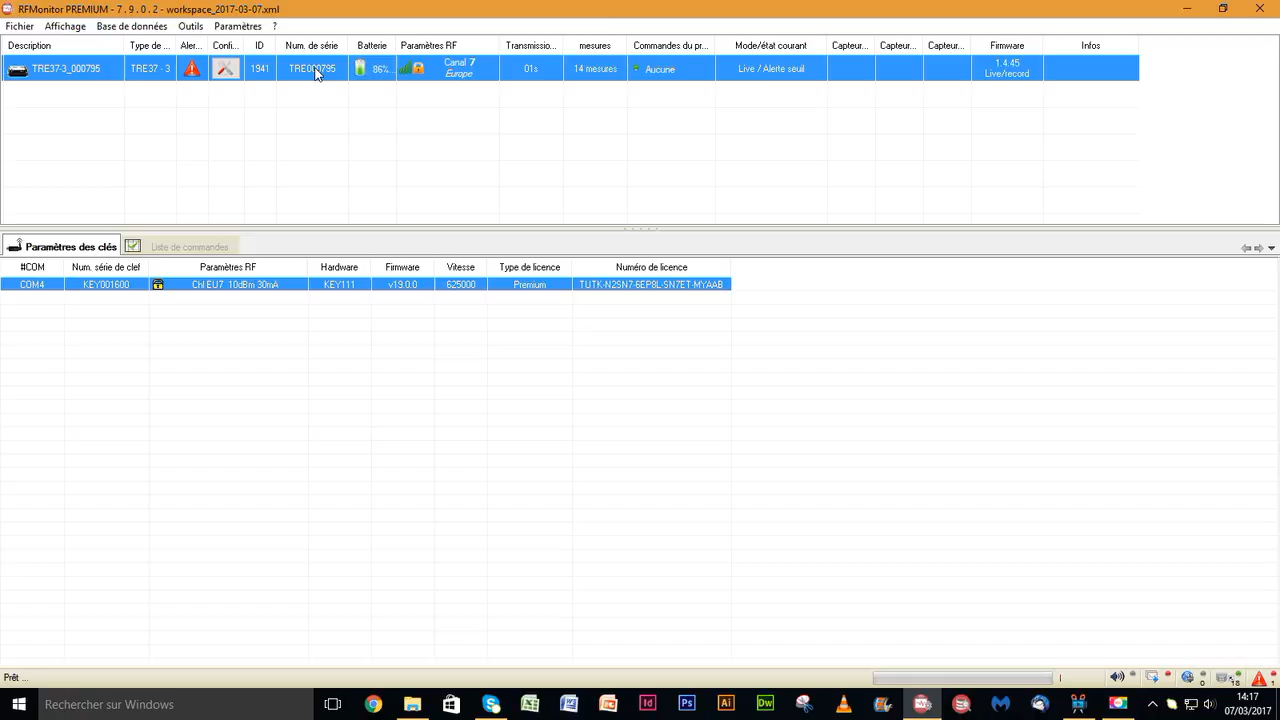 RFMonitor PREMIUM - 7 . 9 . 0 . 2 - workspace_2017-03-07.xml
Fichier Affichage Base de données Outils Paramètres ?
Description Type de ... Aler... Confi... ID Num. de série Batterie Paramètres RF Transmissio... mesures Commandes du pr... Mode/état courant Capteur... Capteur... Capteur... Firmware Infos
TRE37-3_000795 TRE37 - 3 1941 TRE000795 86%... Canal 7 Europe 01s 14 mesures Aucune Live / Alerte seuil 1.4.45 Live/record
Paramètres des clés Liste de commandes
#COM Num. série de clef Paramètres RF Hardware Firmware Vitesse Type de licence Numéro de licence
COM4 KEY001600 Chl EU7 10dBm 30mA KEY111 v19.0.0 625000 Premium TUTK-N2SN7-6EP8L-SN7ET-MYAAB
Prêt ...
Rechercher sur Windows
14:17
07/03/2017